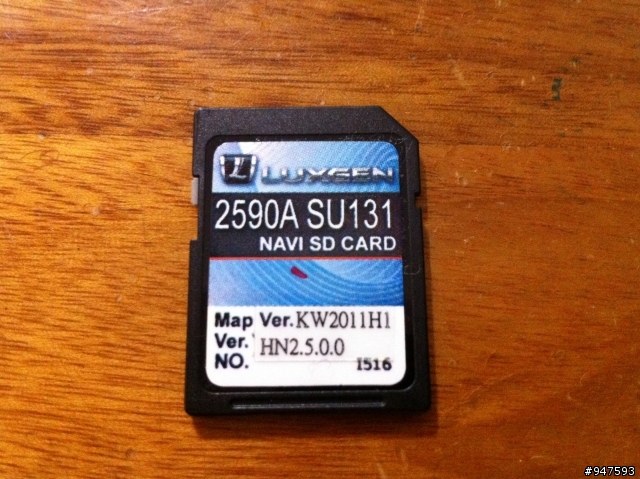 LUXGEN
2590A SU131
NAVI SD CARD
Map Ver. KW2011H1
Ver. HN2.5.0.0
NO. I516
#947593